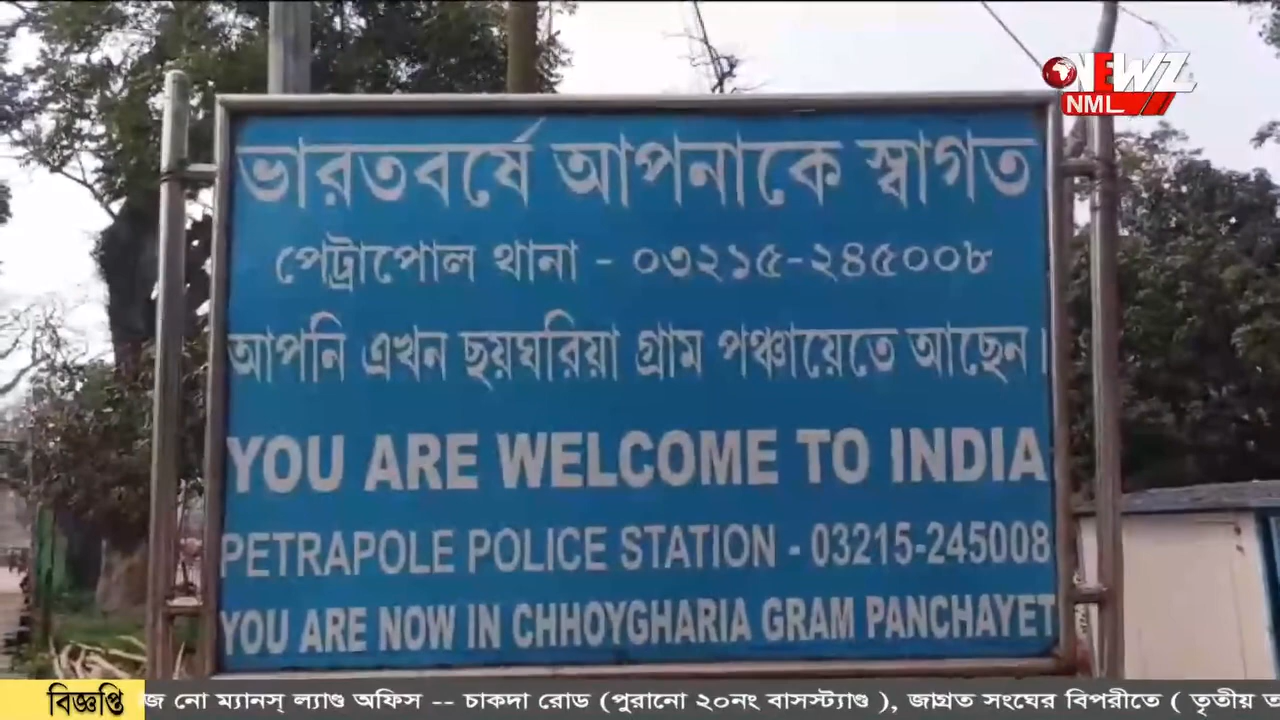 NEWZ
NML
ভারতবর্ষে আপনাকে স্বাগত
পেট্রাপোল থানা - ০৩২১৫-২৪৫০০৮
আপনি এখন ছয়ঘরিয়া গ্রাম পঞ্চায়েতে আছেন।
YOU ARE WELCOME TO INDIA
PETRAPOLE POLICE STATION - 03215-245008
YOU ARE NOW IN CHHOYGHARIA GRAM PANCHAYET
বিজ্ঞপ্তি জ নো ম্যানস্ ল্যাণ্ড অফিস -- চাকদা রোড (পুরানো ২০নং বাসস্ট্যাণ্ড ), জাগ্রত সংঘের বিপরীতে ( তৃতীয়